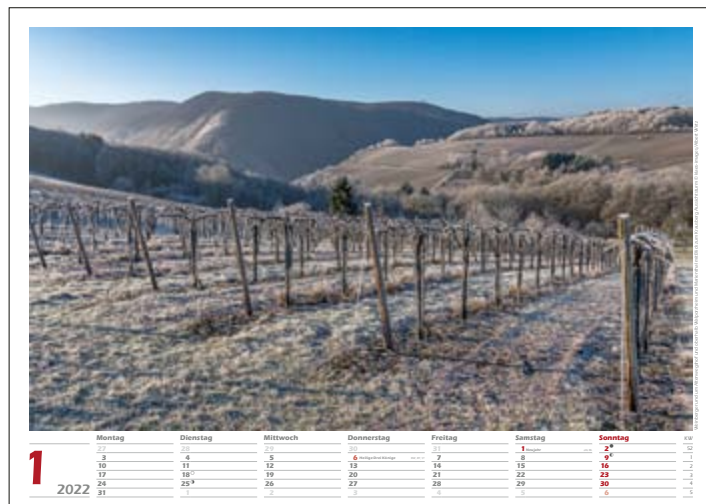 Montag Dienstag Mittwoch Donnerstag Freitag Samstag Sonntag KW
27 28 29 30 31 1 Neujahr 2 52
3 4 5 6 Heilige Drei Könige 7 8 9 1
10 11 12 13 14 15 16 2
17 18 19 20 21 22 23 3
24 25 26 27 28 29 30 4
31 1 2 3 4 5 6 5
1
2022